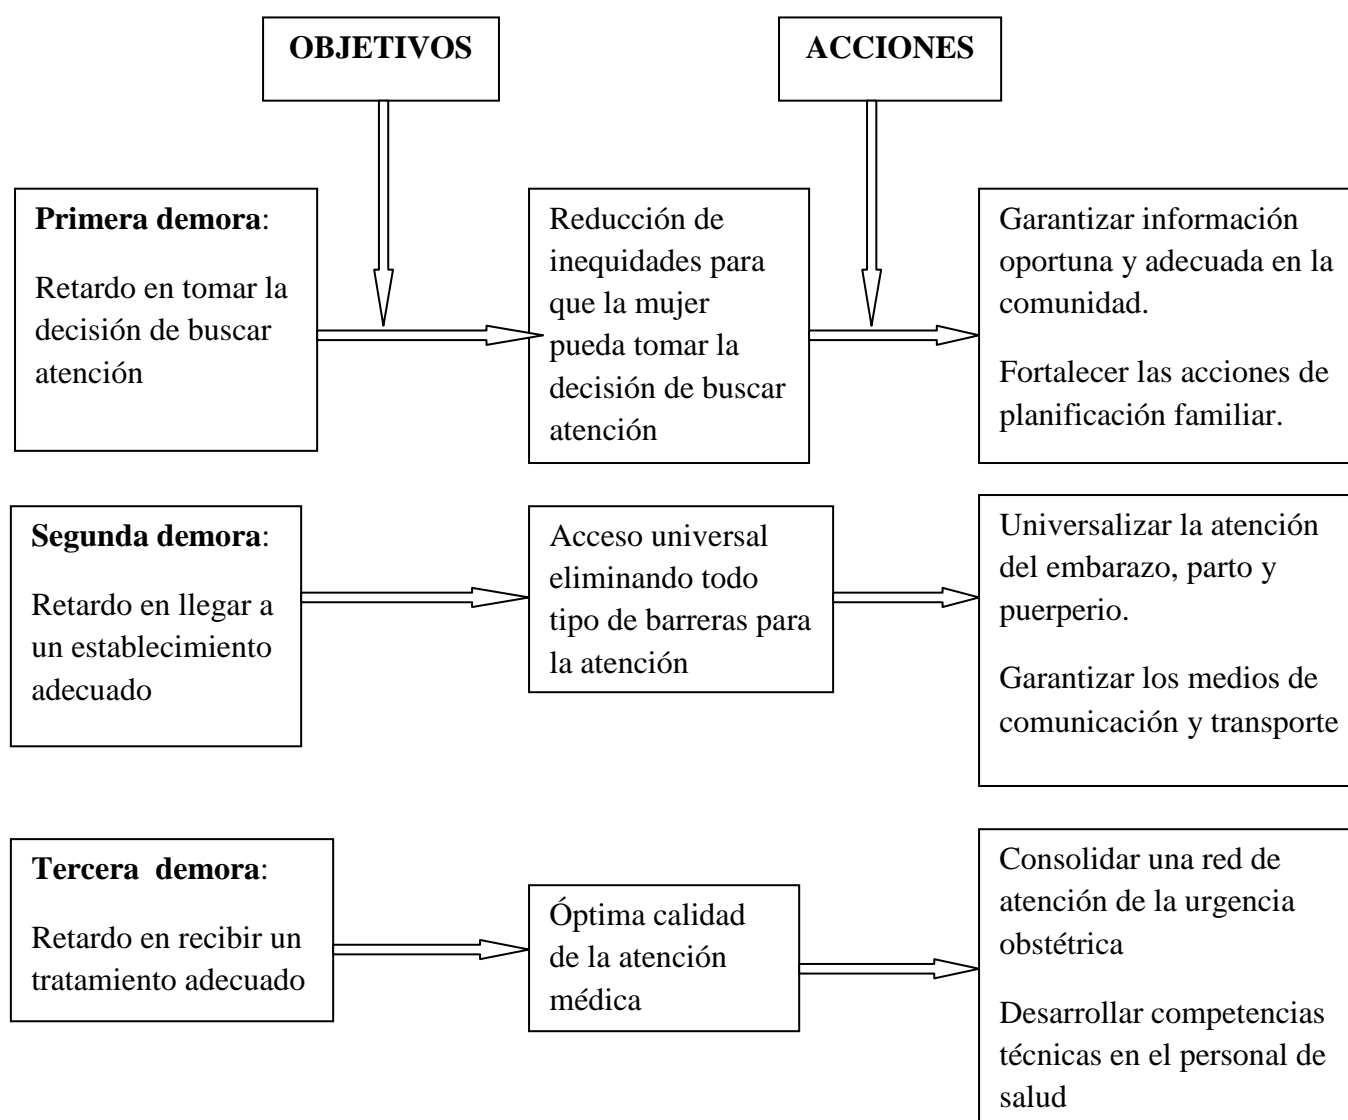 OBJETIVOS
ACCIONES
Primera demora:
Retardo en tomar la
decisión de buscar
atención
Reducción de
inequidades para
que la mujer
pueda tomar la
decisión de buscar
atención
Garantizar información
oportuna y adecuada en la
comunidad.
Fortalecer las acciones de
planificación familiar.
Segunda demora:
Retardo en llegar a
un establecimiento
adecuado
Acceso universal
eliminando todo
tipo de barreras para
la atención
Universalizar la atención
del embarazo, parto y
puerperio.
Garantizar los medios de
comunicación y transporte
Tercera  demora:
Retardo en recibir un
tratamiento adecuado
Óptima calidad
de la atención
médica
Consolidar una red de
atención de la urgencia
obstétrica
Desarrollar competencias
técnicas en el personal de
salud